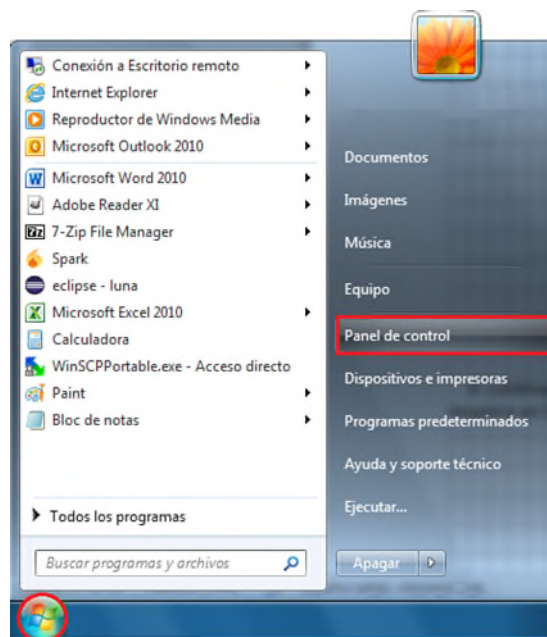 Conexión a Escritorio remoto
Internet Explorer
Reproductor de Windows Media
Microsoft Outlook 2010
Microsoft Word 2010
Adobe Reader XI
7-Zip File Manager
Spark
eclipse - luna
Microsoft Excel 2010
Calculadora
WinSCPPortable.exe - Acceso directo
Paint
Bloc de notas
Todos los programas
Buscar programas y archivos
Documentos
Imágenes
Música
Equipo
Panel de control
Dispositivos e impresoras
Programas predeterminados
Ayuda y soporte técnico
Ejecutar...
Apagar